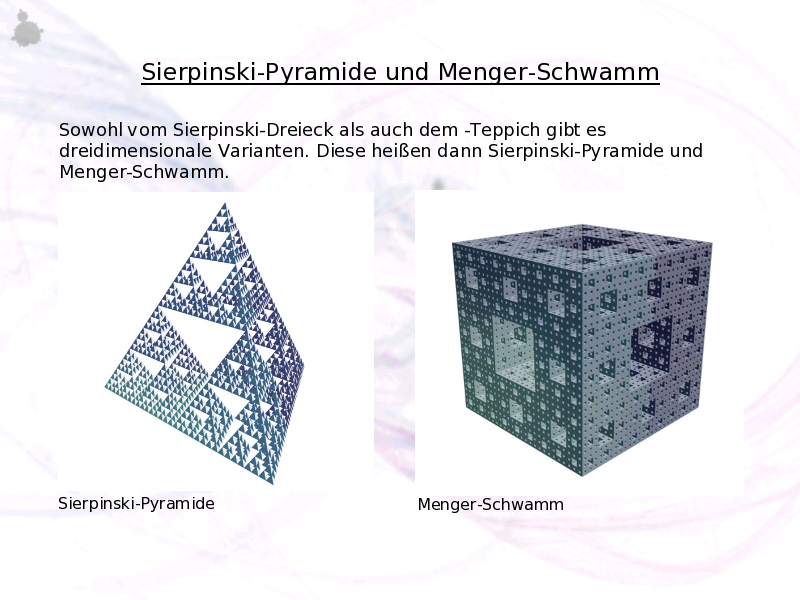 Sierpinski-Pyramide und Menger-Schwamm
Sowohl vom Sierpinski-Dreieck als auch dem -Teppich gibt es
dreidimensionale Varianten. Diese heißen dann Sierpinski-Pyramide und
Menger-Schwamm.
Sierpinski-Pyramide
Menger-Schwamm